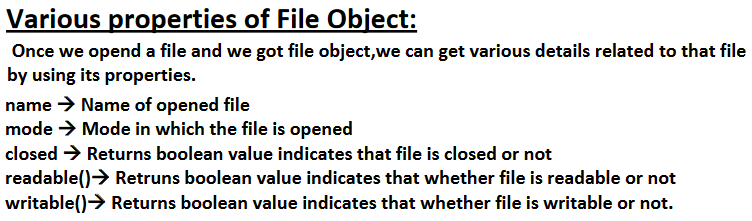 Various properties of File Object:
Once we opend a file and we got file object,we can get various details related to that file
by using its properties.
name → Name of opened file
mode → Mode in which the file is opened
closed → Returns boolean value indicates that file is closed or not
readable()→ Retruns boolean value indicates that whether file is readable or not
writable()→ Returns boolean value indicates that whether file is writable or not.